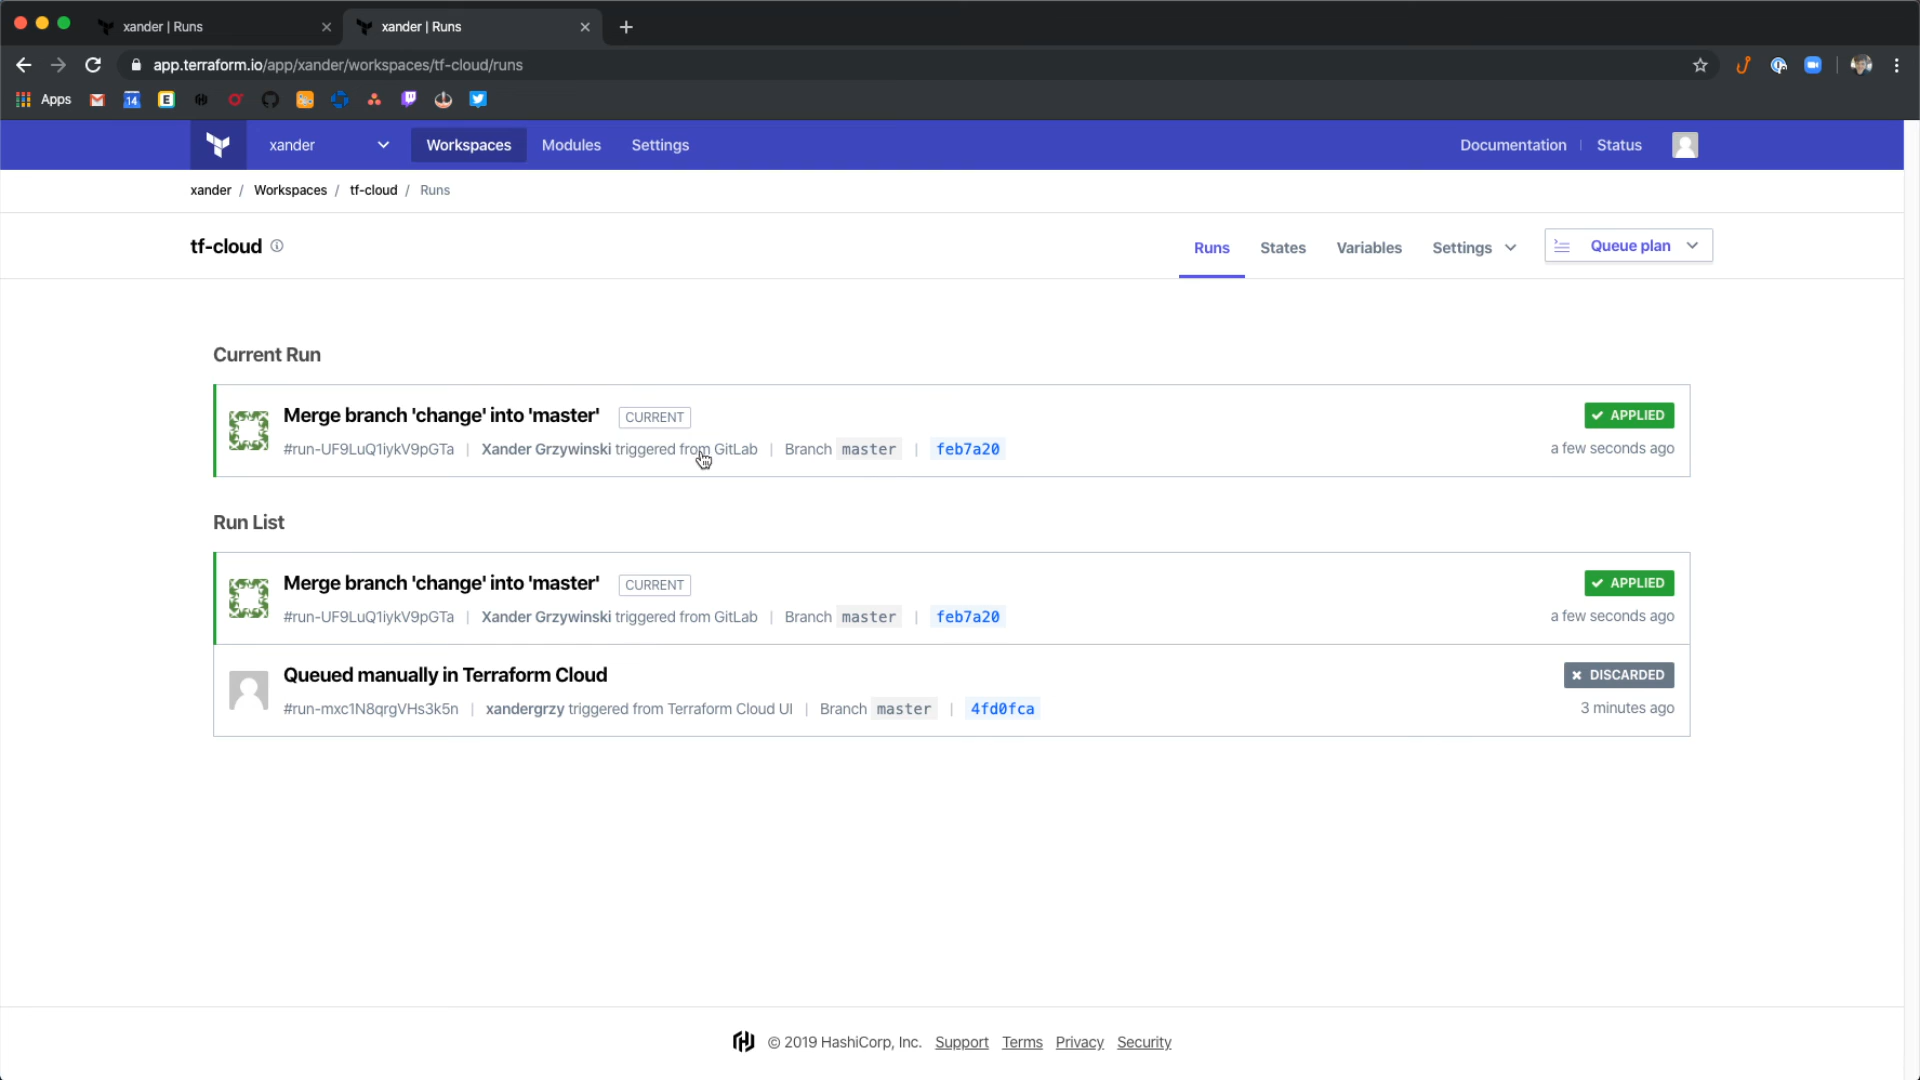 xander | Runs
xander | Runs
app.terraform.io/app/xander/workspaces/tf-cloud/runs
Apps
14
E
xander
Workspaces
Modules
Settings
Documentation | Status
xander / Workspaces / tf-cloud / Runs
tf-cloud
Runs
States
Variables
Settings
Queue plan
Current Run
Merge branch 'change' into 'master' CURRENT
APPLIED
#run-UF9LuQ1iykV9pGTa | Xander Grzywinski triggered from GitLab | Branch master | feb7a20
a few seconds ago
Run List
Merge branch 'change' into 'master' CURRENT
APPLIED
#run-UF9LuQ1iykV9pGTa | Xander Grzywinski triggered from GitLab | Branch master | feb7a20
a few seconds ago
Queued manually in Terraform Cloud
DISCARDED
#run-mxc1N8qrgVHs3k5n | xandergrzy triggered from Terraform Cloud UI | Branch master | 4fd0fca
3 minutes ago
© 2019 HashiCorp, Inc. Support Terms Privacy Security